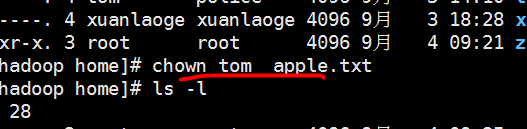 ----. 4 xuanlaoge xuanlaoge 4096 9月 3 18:28 x
xr-x. 3 root root 4096 9月 4 09:21 z
hadoop home]# chown tom apple.txt
hadoop home]# ls -l
28